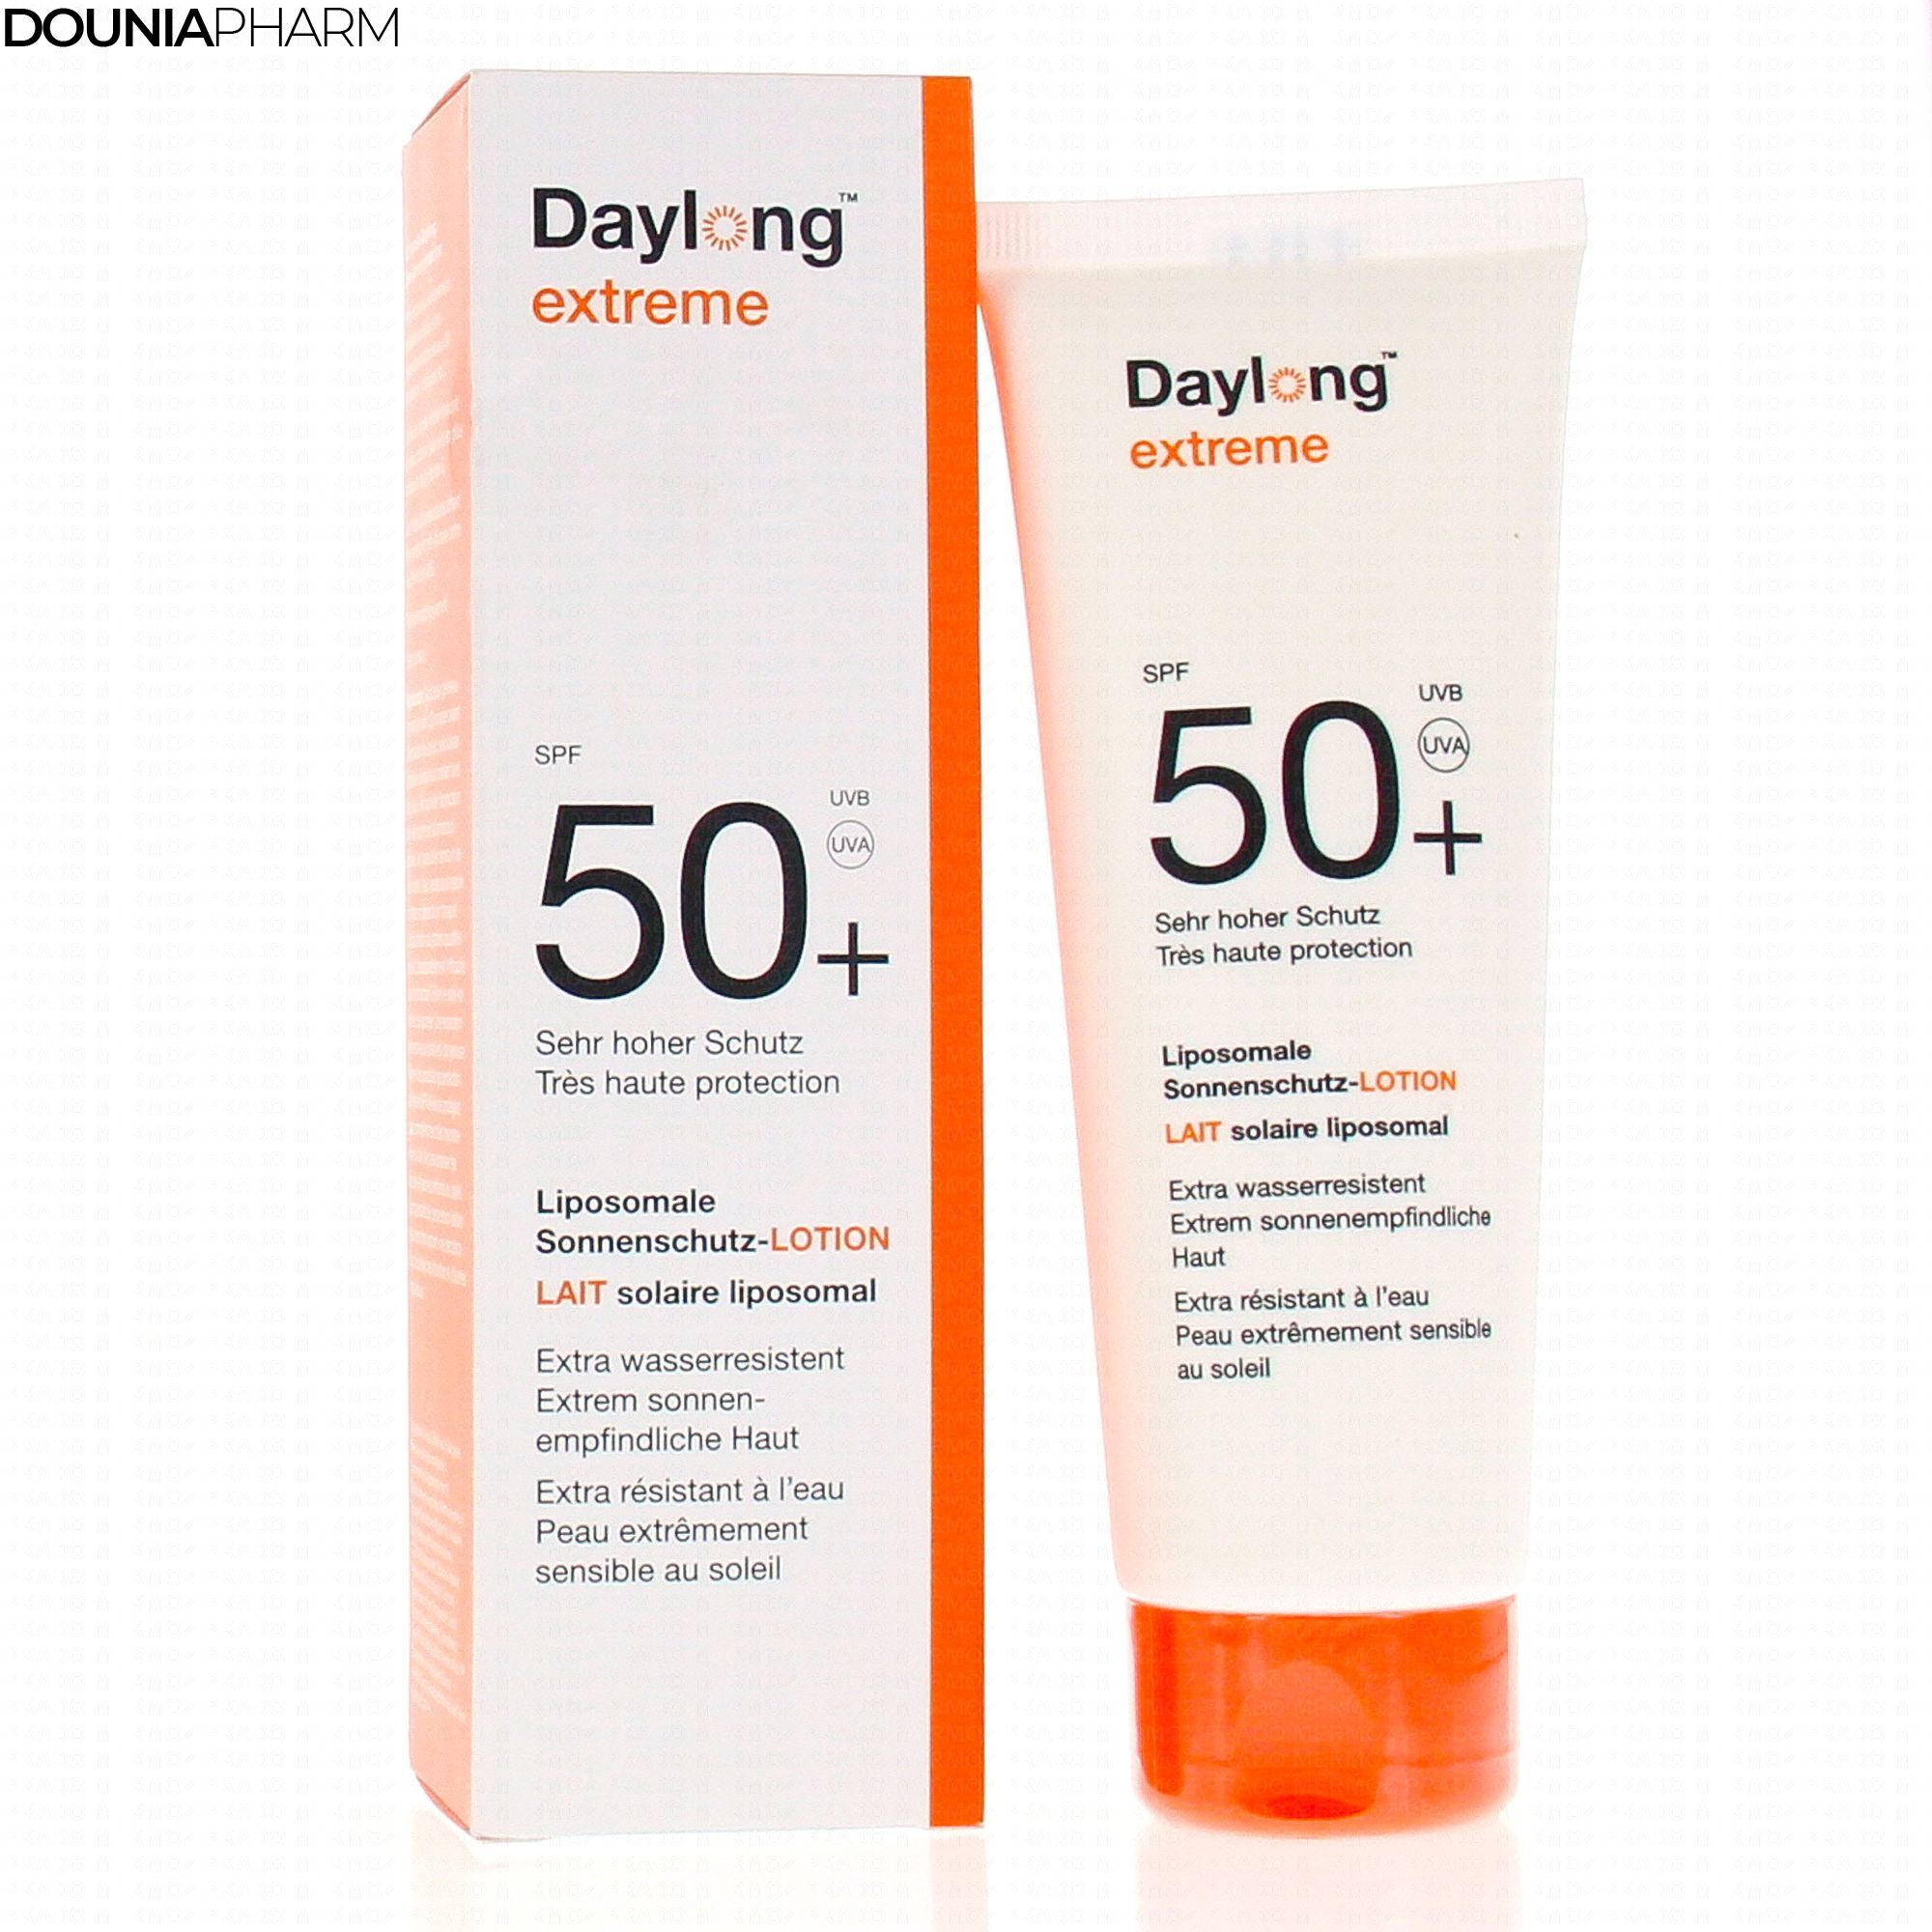 DOUNIAPHARM
Daylong™
extreme
SPF
50+
UVB
UVA
Sehr hoher Schutz
Très haute protection
Liposomale
Sonnenschutz-LOTION
LAIT solaire liposomal
Extra wasserresistent
Extrem sonnen-
empfindliche Haut
Extra résistant à l'eau
Peau extrêmement
sensible au soleil
Daylong™
extreme
SPF
50+
UVB
UVA
Sehr hoher Schutz
Très haute protection
Liposomale
Sonnenschutz-LOTION
LAIT solaire liposomal
Extra wasserresistent
Extrem sonnenempfindliche
Haut
Extra résistant à l'eau
Peau extrêmement sensible
au soleil